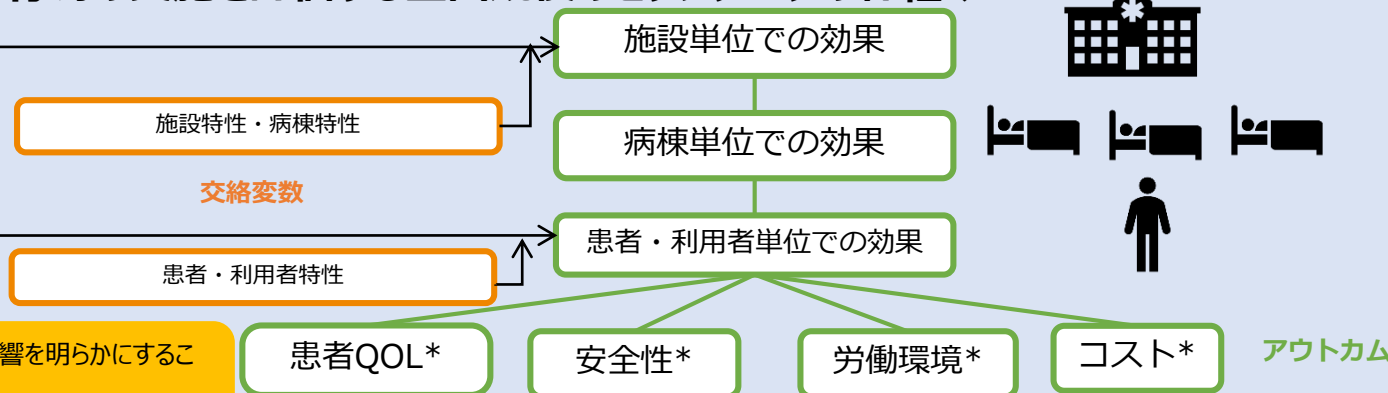 施設単位での効果
施設特性・病棟特性
病棟単位での効果
交絡変数
患者・利用者単位での効果
患者・利用者特性
響を明らかにするこ
患者QOL*
安全性*
労働環境*
コスト*
アウトカム